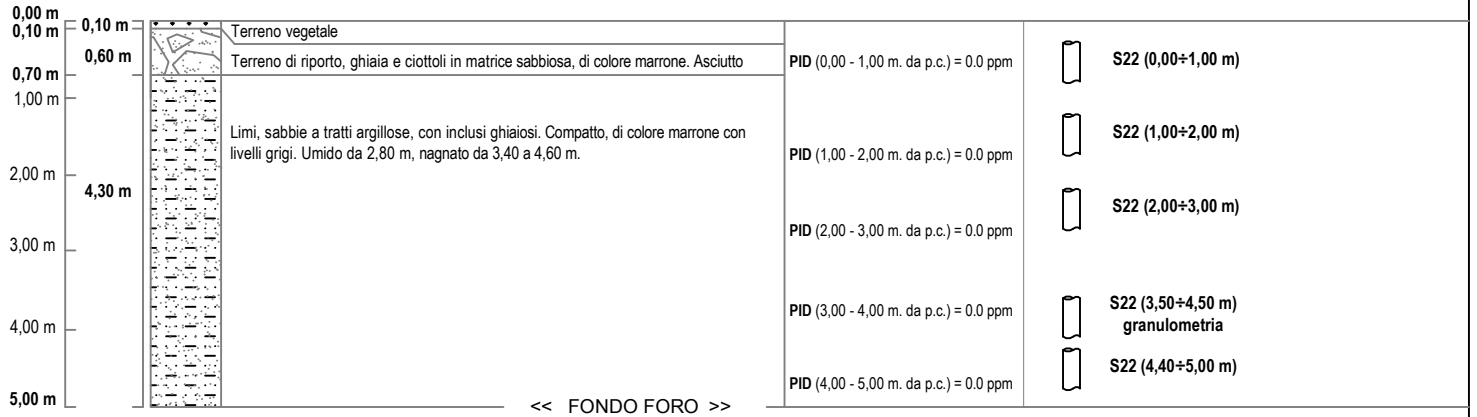 0,00 m
0,10 m
0,10 m
Terreno vegetale
0,60 m
Terreno di riporto, ghiaia e ciottoli in matrice sabbiosa, di colore marrone. Asciutto
PID (0,00 - 1,00 m. da p.c.) = 0.0 ppm
S22 (0,00÷1,00 m)
0,70 m
1,00 m
Limi, sabbie a tratti argillose, con inclusi ghiaiosi. Compatto, di colore marrone con
livelli grigi. Umido da 2,80 m, nagnato da 3,40 a 4,60 m.
PID (1,00 - 2,00 m. da p.c.) = 0.0 ppm
S22 (1,00÷2,00 m)
2,00 m
4,30 m
S22 (2,00÷3,00 m)
PID (2,00 - 3,00 m. da p.c.) = 0.0 ppm
3,00 m
PID (3,00 - 4,00 m. da p.c.) = 0.0 ppm
S22 (3,50÷4,50 m)
granulometria
4,00 m
S22 (4,40÷5,00 m)
PID (4,00 - 5,00 m. da p.c.) = 0.0 ppm
5,00 m
<< FONDO FORO >>